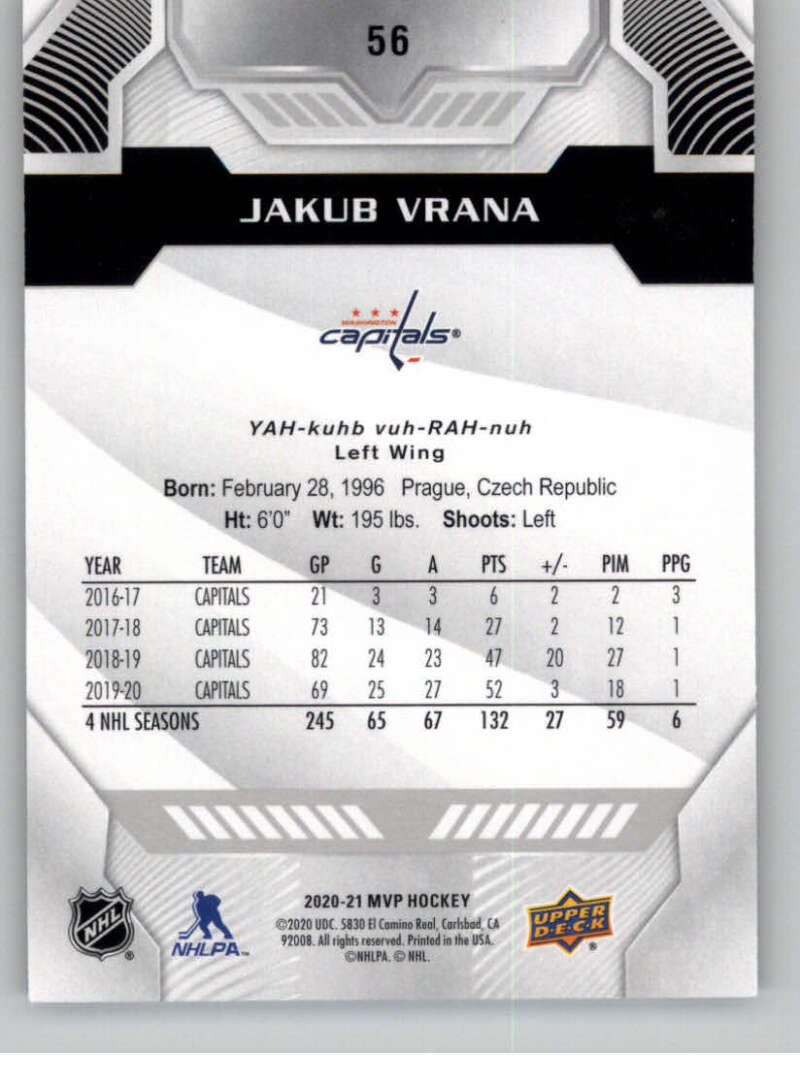 56
JAKUB VRANA
WASHINGTON
capitals®
YAH-kuhb vuh-RAH-nuh
Left Wing
Born: February 28, 1996 Prague, Czech Republic
Ht: 6'0" Wt: 195 lbs. Shoots: Left
YEAR TEAM GP G A PTS +/- PIM PPG
2016-17 CAPITALS 21 3 3 6 2 2 3
2017-18 CAPITALS 73 13 14 27 2 12 1
2018-19 CAPITALS 82 24 23 47 20 27 1
2019-20 CAPITALS 69 25 27 52 3 18 1
4 NHL SEASONS 245 65 67 132 27 59 6
NHL ®
NHLPA™
2020-21 MVP HOCKEY
©2020 UDC. 5830 El Camino Real, Carlsbad, CA
92008. All rights reserved. Printed in the USA.
©NHLPA. © NHL.
UPPER
D·E·C·K ®